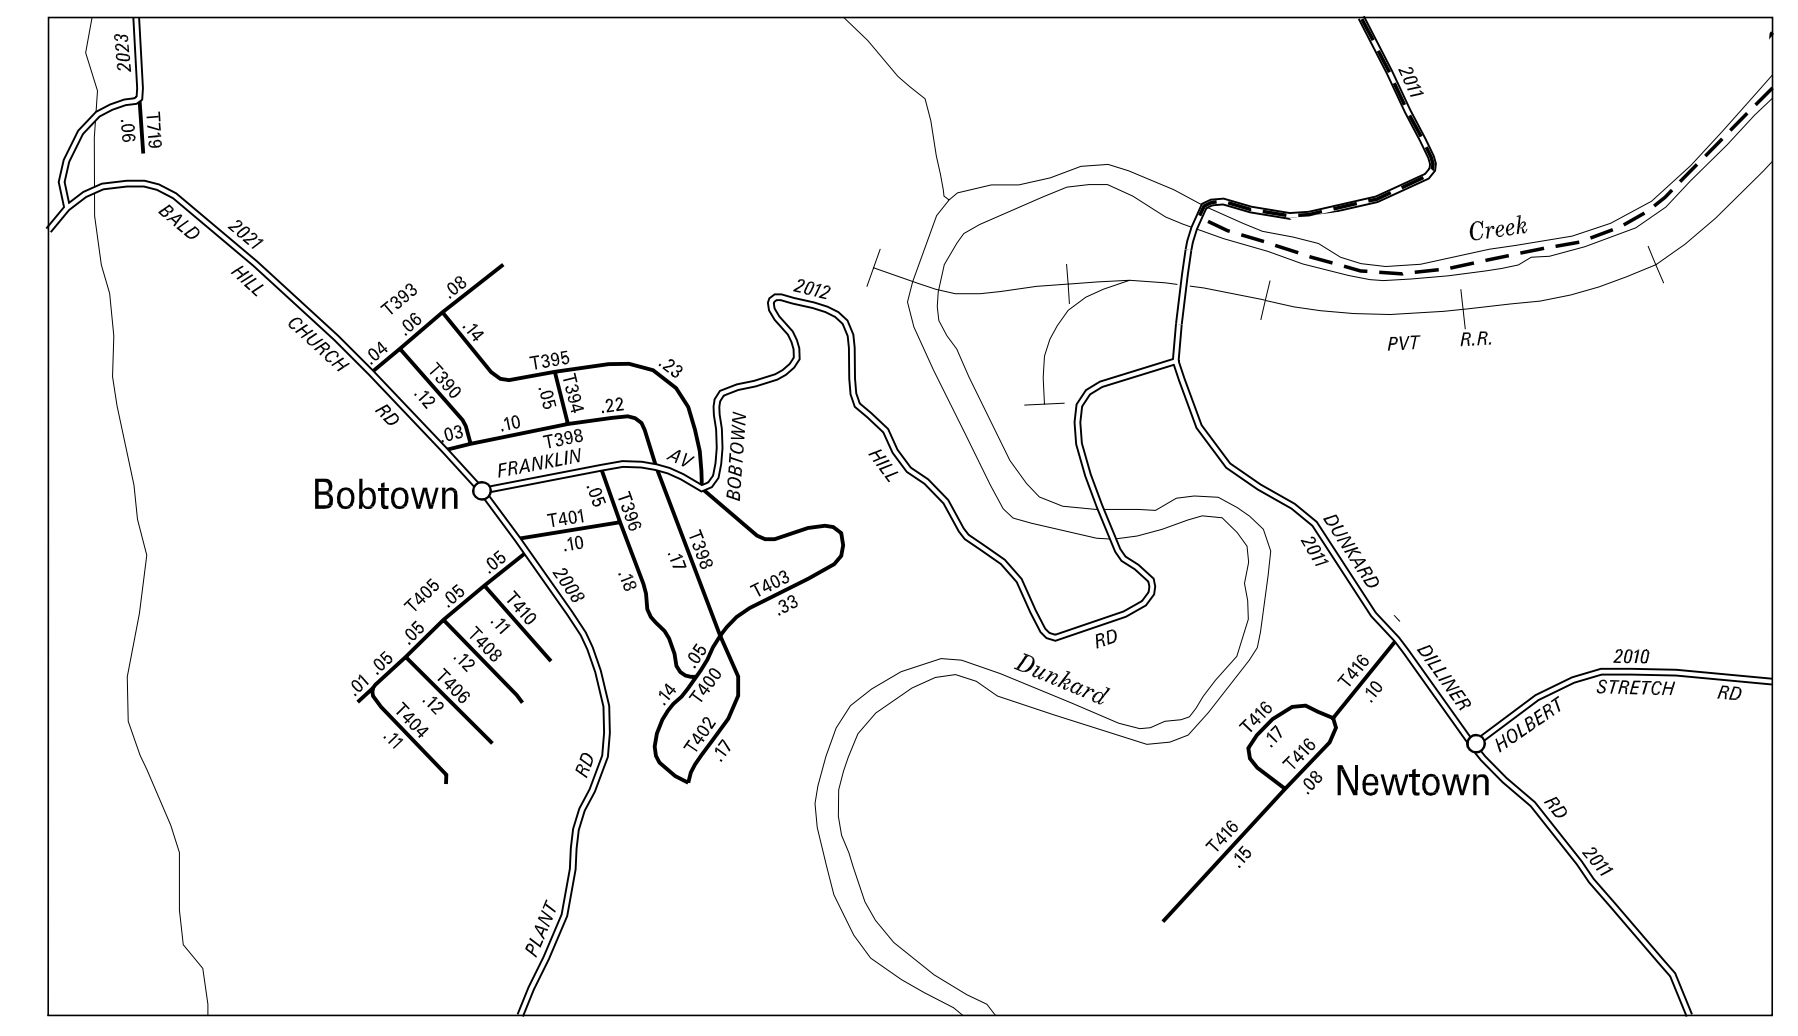 2023
T719
.06
2011
BALD
2021
HILL
CHURCH
RD
Creek
PVT
R.R.
2012
T393
.08
.06
.04
.14
T395
.23
T390
.12
T394
.05
.22
.10
.03
T398
FRANKLIN
AV
BOBTOWN
HILL
RD
Bobtown
.05
T396
T401
.10
.18
T398
.17
2008
.05
T405
.05
.05
.05
.01
T410
.11
T408
.12
T406
.12
T404
.11
T403
.33
.05
.14
T400
T402
.17
RD
PLANT
DUNKARD
2011
Dunkard
DILLINER
T416
.10
T416
.17
T416
.08
T416
.15
2010
STRETCH
RD
HOLBERT
Newtown
RD
2011